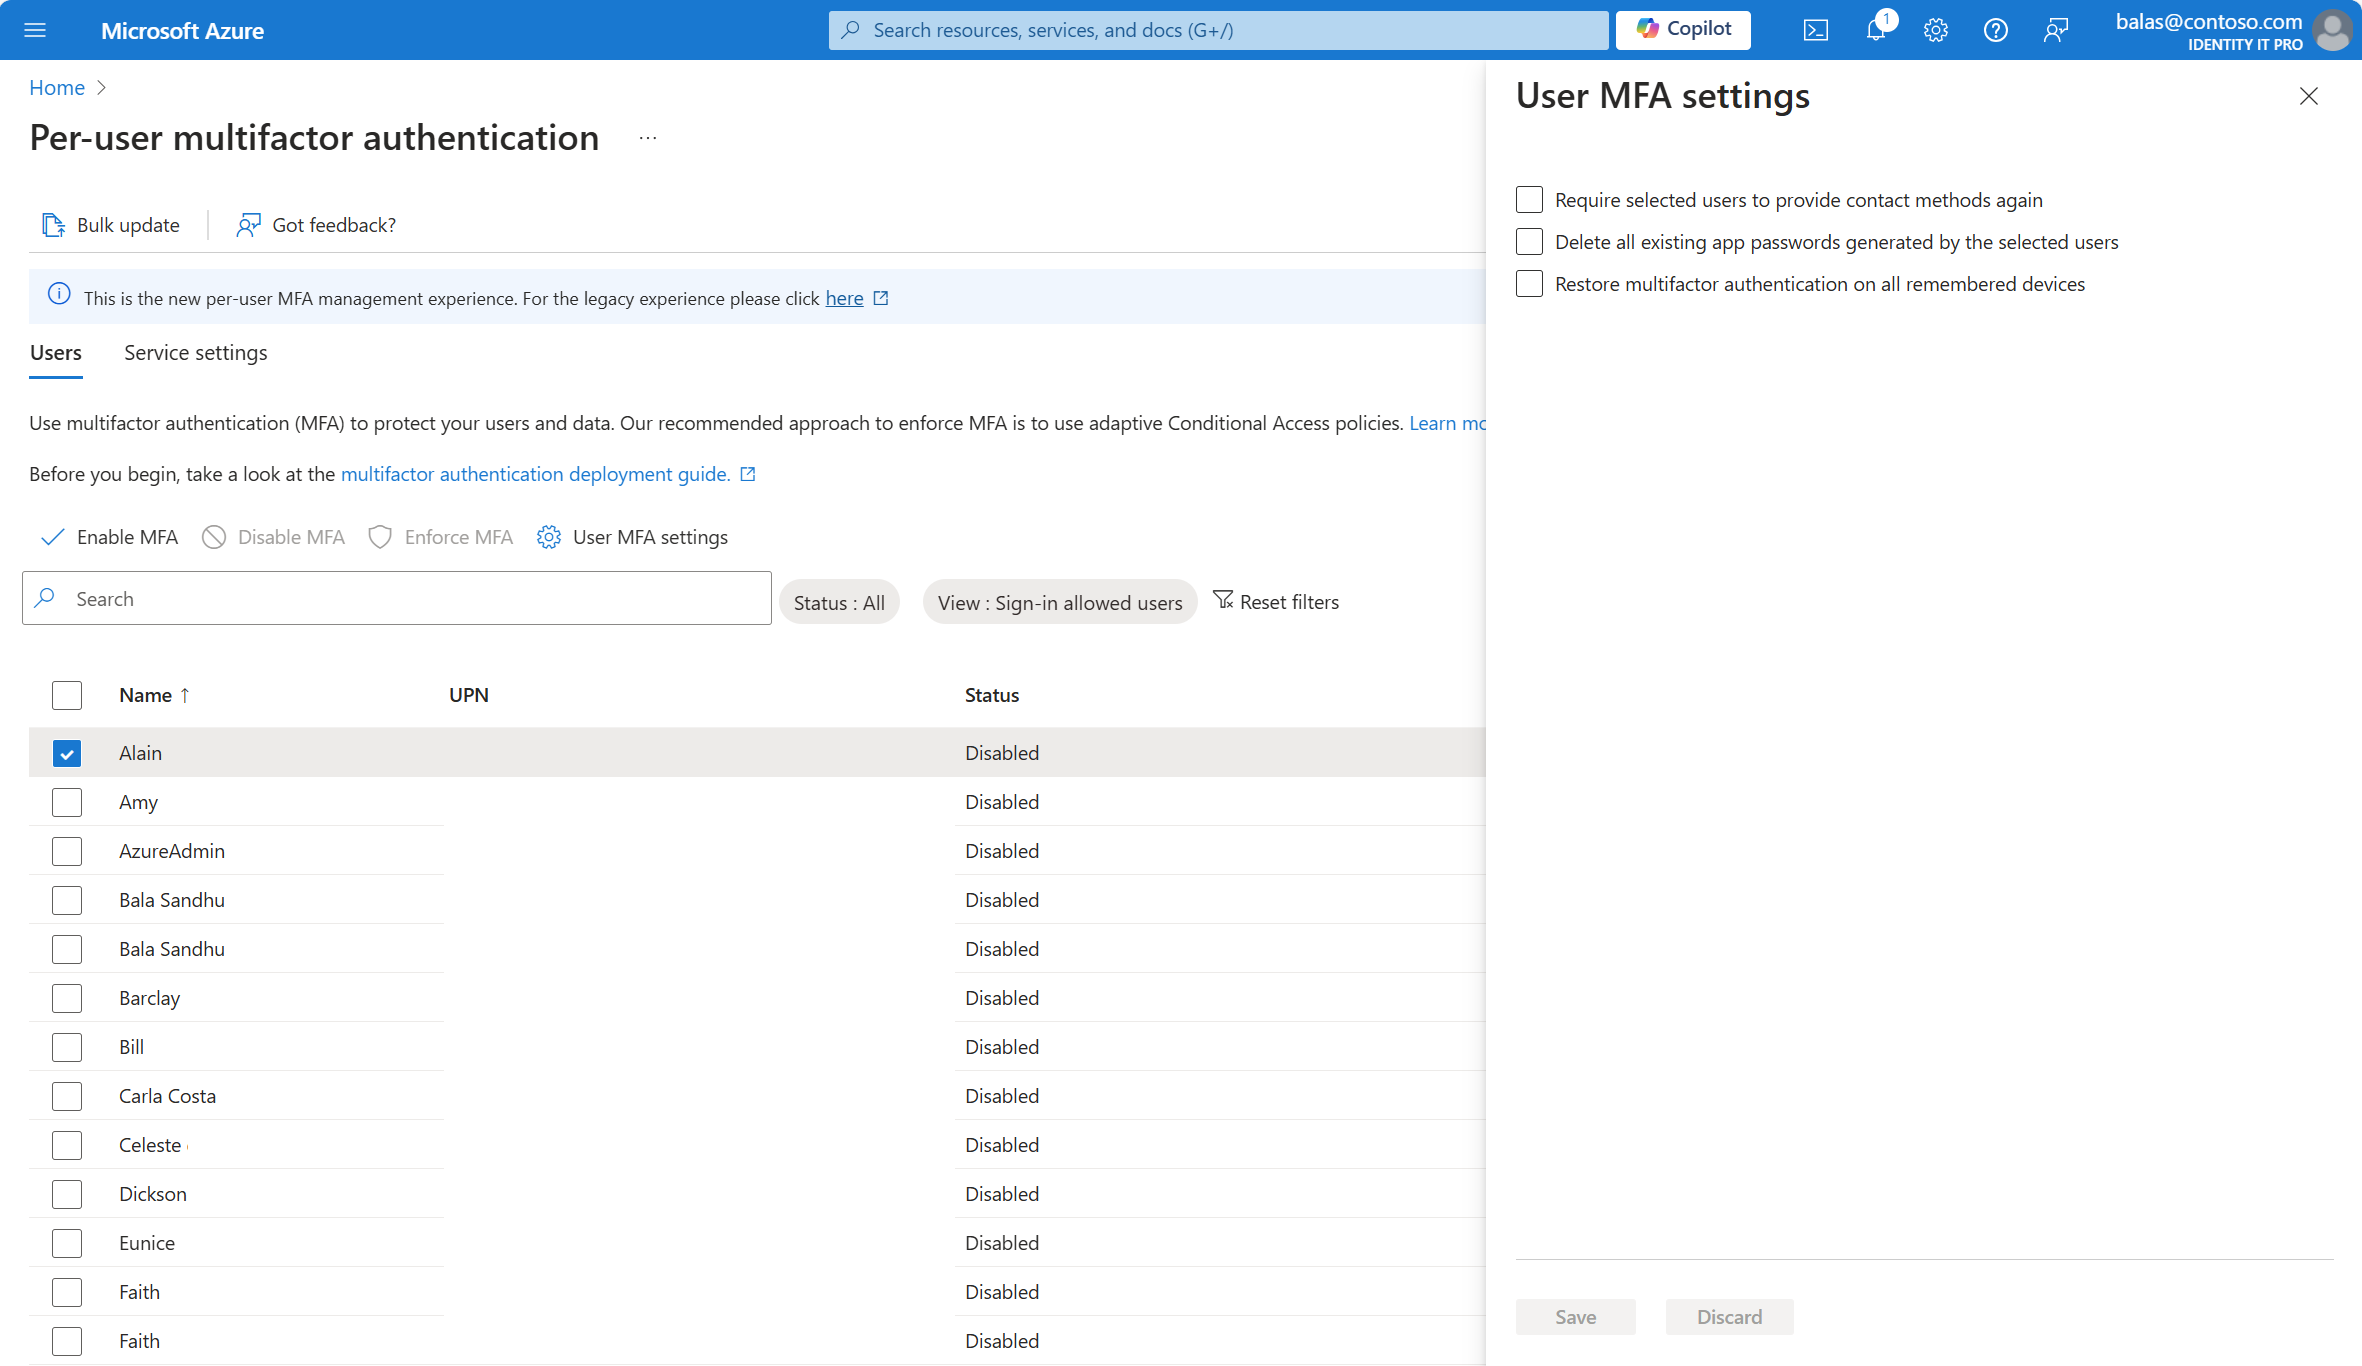 Microsoft Azure
Search resources, services, and docs (G+/)
Copilot
1
balas@contoso.com
IDENTITY IT PRO
Home
Per-user multifactor authentication
Bulk update
Got feedback?
This is the new per-user MFA management experience. For the legacy experience please click here
Users
Service settings
Use multifactor authentication (MFA) to protect your users and data. Our recommended approach to enforce MFA is to use adaptive Conditional Access policies. Learn mo
Before you begin, take a look at the multifactor authentication deployment guide.
Enable MFA
Disable MFA
Enforce MFA
User MFA settings
Search
Status : All
View : Sign-in allowed users
Reset filters
Name ↑ UPN Status
Alain Disabled
Amy Disabled
AzureAdmin Disabled
Bala Sandhu Disabled
Bala Sandhu Disabled
Barclay Disabled
Bill Disabled
Carla Costa Disabled
Celeste Disabled
Dickson Disabled
Eunice Disabled
Faith Disabled
Faith Disabled
User MFA settings
Require selected users to provide contact methods again
Delete all existing app passwords generated by the selected users
Restore multifactor authentication on all remembered devices
Save
Discard